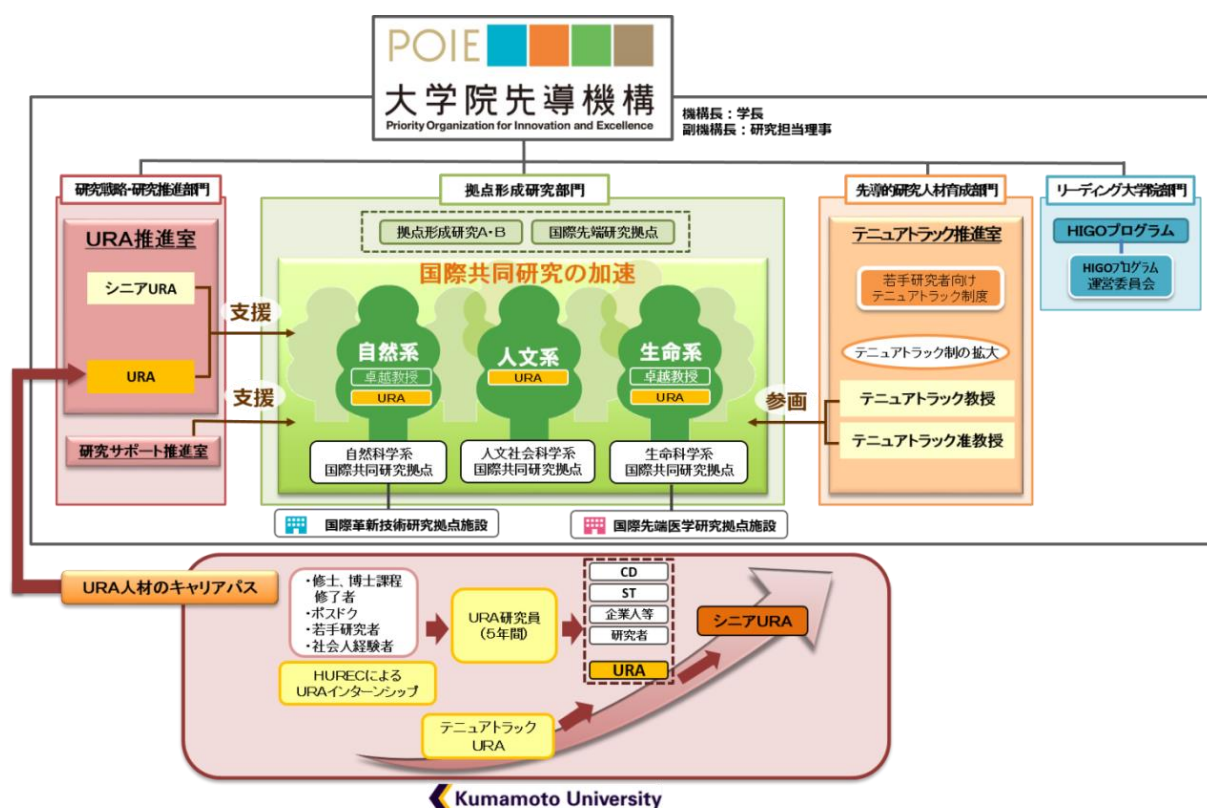 POIE
大学院先導機構
Priority Organization for Innovation and Excellence
機構長：学長
副機構長：研究担当理事
研究戦略・研究推進部門
URA推進室
シニアURA
URA
研究サポート推進室
支援
支援
拠点形成研究部門
拠点形成研究A・B
国際先端研究拠点
国際共同研究の加速
自然系
卓越教授
URA
人文系
URA
生命系
卓越教授
URA
自然科学系
国際共同研究拠点
人文社会科学系
国際共同研究拠点
生命科学系
国際共同研究拠点
国際革新技術研究拠点施設
国際先端医学研究拠点施設
参画
先導的研究人材育成部門
テニュアトラック推進室
若手研究者向け
テニュアトラック制度
テニュアトラック制の拡大
テニュアトラック教授
テニュアトラック准教授
リーディング大学院部門
HIGOプログラム
HIGOプログラム
運営委員会
URA人材のキャリアパス
・修士、博士課程
修了者
・ポスドク
・若手研究者
・社会人経験者
HURECによる
URAインターンシップ
URA研究員
(5年間)
CD
ST
企業人等
研究者
URA
テニュアトラック
URA
シニアURA
Kumamoto University